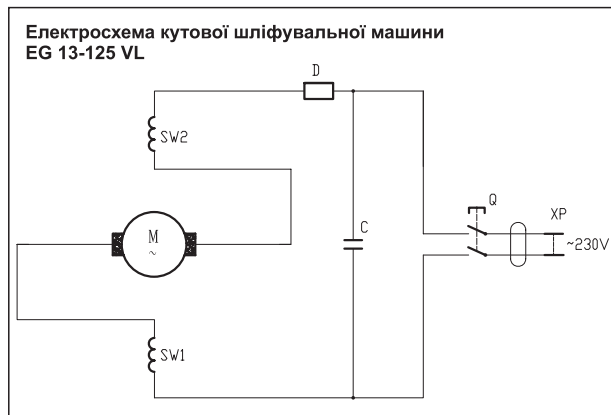 Електросхема кутової шліфувальної машини
EG 13-125 VL
D
SW2
Q
XP
C
M
~
~230V
SW1